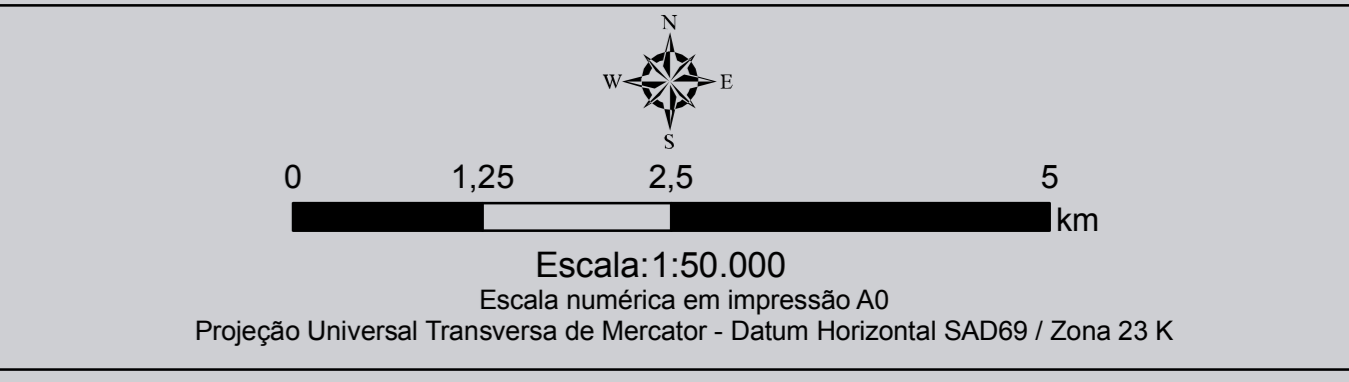 N
W E
S
0 1,25 2,5 5
km
Escala:1:50.000
Escala numérica em impressão A0
Projeção Universal Transversa de Mercator - Datum Horizontal SAD69 / Zona 23 K